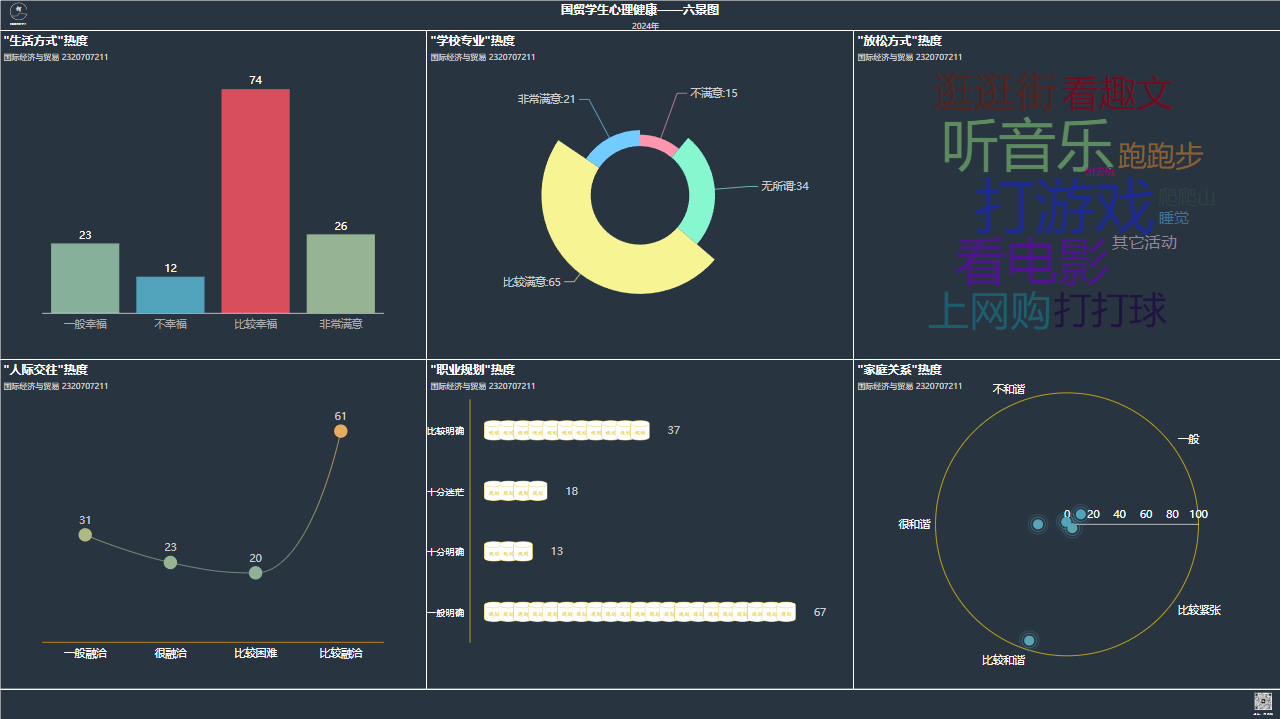 国贸学生心理健康——六景图
2024年
"生活方式"热度
国际经济与贸易 2320707211
74
23
12
26
一般幸福
不幸福
比较幸福
非常满意
"学校专业"热度
国际经济与贸易 2320707211
非常满意:21
不满意:15
无所谓:34
比较满意:65
"放松方式"热度
国际经济与贸易 2320707211
逛逛街
看趣文
听音乐
跑跑步
打游戏
爬爬山
睡觉
看电影
其它活动
上网购
打打球
"人际交往"热度
国际经济与贸易 2320707211
61
31
23
20
一般融洽
很融洽
比较困难
比较融洽
"职业规划"热度
国际经济与贸易 2320707211
比较明确
37
十分迷茫
18
十分明确
13
一般明确
67
"家庭关系"热度
国际经济与贸易 2320707211
不和谐
一般
很和谐
0 20 40 60 80 100
比较紧张
比较和谐